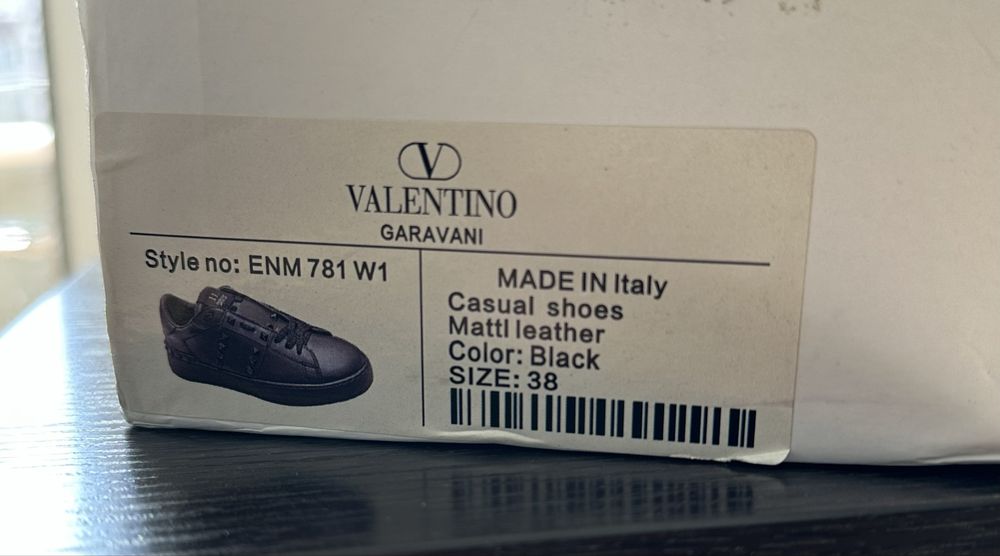 V
VALENTINO
GARAVANI
Style no: ENM 781 W1
MADE IN Italy
Casual shoes
Mattl leather
Color: Black
SIZE: 38